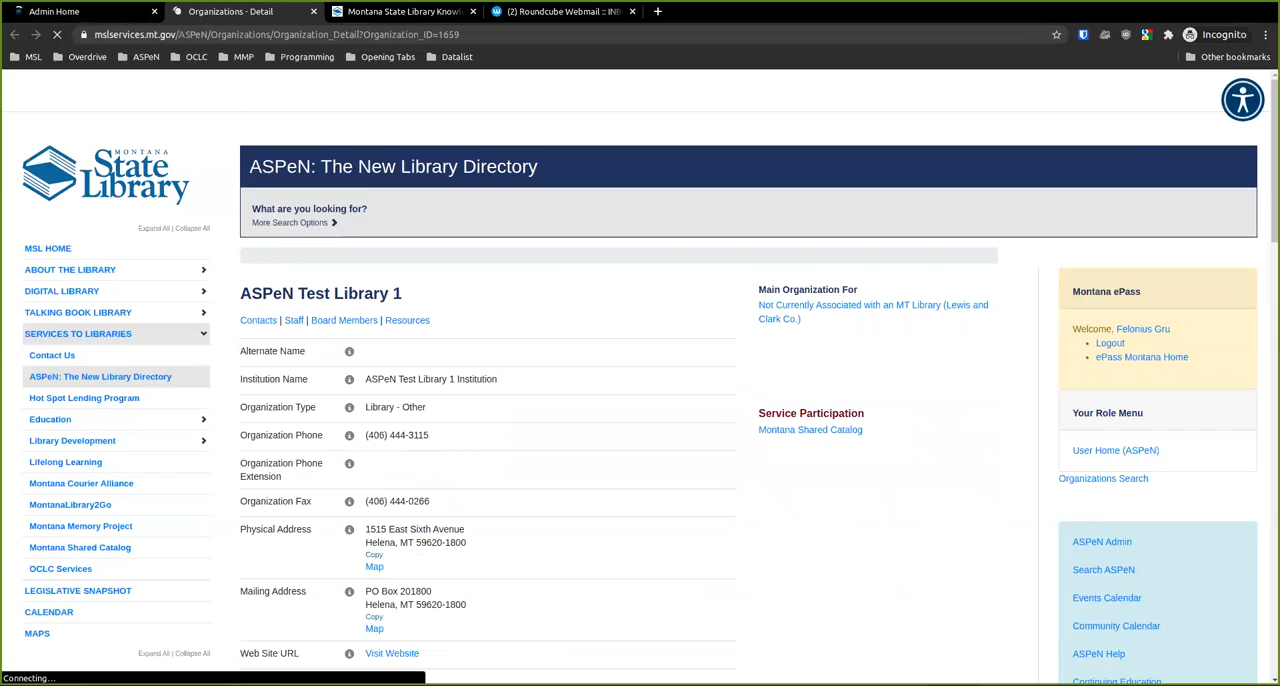 Admin Home
Organizations - Detail
Montana State Library Knowl
(2) Roundcube Webmail :: INB
mslservices.mt.gov/ASPeN/Organizations/Organization_Detail?Organization_ID=1659
Incognito
MSL
Overdrive
ASPeN
OCLC
MMP
Programming
Opening Tabs
Datalist
Other bookmarks
MONTANA
State
Library
Expand All | Collapse All
MSL HOME
ABOUT THE LIBRARY
DIGITAL LIBRARY
TALKING BOOK LIBRARY
SERVICES TO LIBRARIES
Contact Us
ASPeN: The New Library Directory
Hot Spot Lending Program
Education
Library Development
Lifelong Learning
Montana Courier Alliance
MontanaLibrary2Go
Montana Memory Project
Montana Shared Catalog
OCLC Services
LEGISLATIVE SNAPSHOT
CALENDAR
MAPS
Expand All | Collapse All
ASPeN: The New Library Directory
What are you looking for?
More Search Options
ASPeN Test Library 1
Contacts | Staff | Board Members | Resources
Alternate Name
Institution Name ASPeN Test Library 1 Institution
Organization Type Library - Other
Organization Phone (406) 444-3115
Organization Phone
Extension
Organization Fax (406) 444-0266
Physical Address 1515 East Sixth Avenue
Helena, MT 59620-1800
Copy
Map
Mailing Address PO Box 201800
Helena, MT 59620-1800
Copy
Map
Web Site URL Visit Website
Main Organization For
Not Currently Associated with an MT Library (Lewis and
Clark Co.)
Service Participation
Montana Shared Catalog
Montana ePass
Welcome, Felonius Gru
Logout
ePass Montana Home
Your Role Menu
User Home (ASPeN)
Organizations Search
ASPeN Admin
Search ASPeN
Events Calendar
Community Calendar
ASPeN Help
Continuing Education
Connecting...